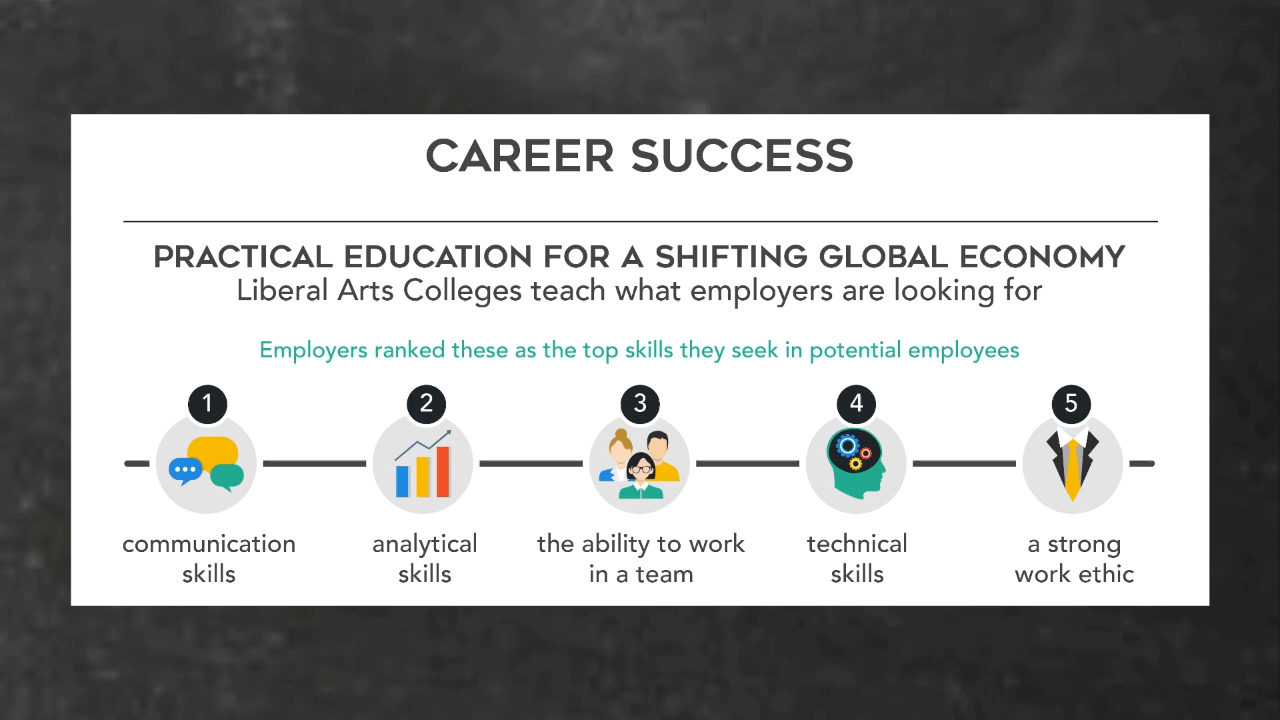 CAREER SUCCESS
PRACTICAL EDUCATION FOR A SHIFTING GLOBAL ECONOMY
Liberal Arts Colleges teach what employers are looking for
Employers ranked these as the top skills they seek in potential employees
1
2
3
4
5
communication
skills
analytical
skills
the ability to work
in a team
technical
skills
a strong
work ethic